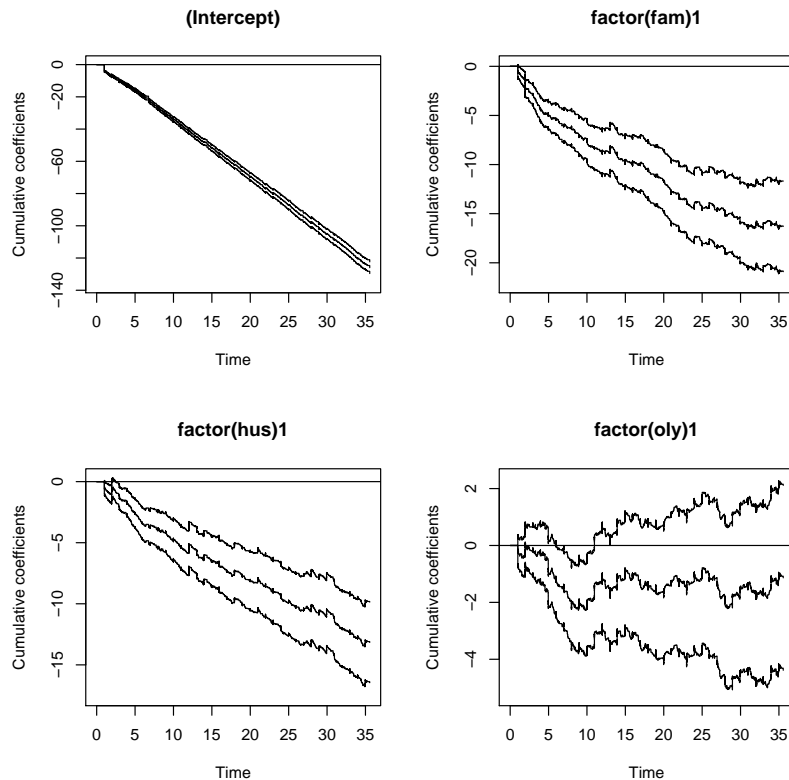 (Intercept)
Cumulative coefficients
−140
−100
−60
−20
0
0 5 10 15 20 25 30 35
Time
factor(fam)1
Cumulative coefficients
−20
−15
−10
−5
0
0 5 10 15 20 25 30 35
Time
factor(hus)1
Cumulative coefficients
−15
−10
−5
0
0 5 10 15 20 25 30 35
Time
factor(oly)1
Cumulative coefficients
−4
−2
0
2
0 5 10 15 20 25 30 35
Time